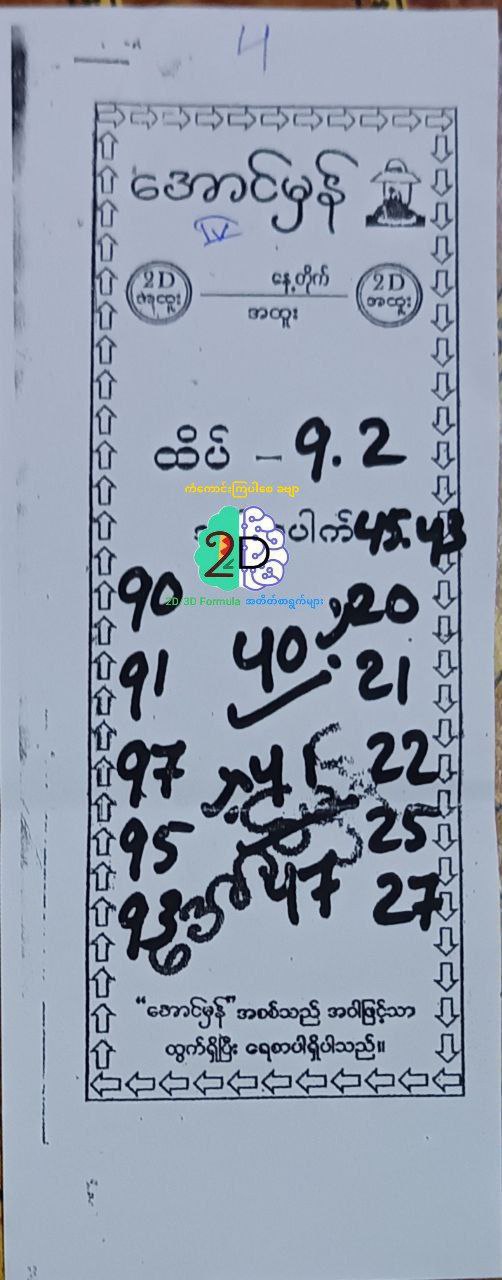 4
အောင်မှန်
IV
2D အထူး နေ့တိုက် အထူး 2D အထူး
ထိပ် - 9. 2
ကံကောင်းကြပါစေ ခဗျာ
ပါက် 45. 43
2D
2D/3D Formula အတိတ်စာရွက်များ
90 20
40 21
91
97 41 22
95 25
93 47 27
"အောင်မှန်" အစစ်သည် အဝါဖြင့်သာ
ထွက်ရှိပြီး ရေစာပါရှိပါသည်။